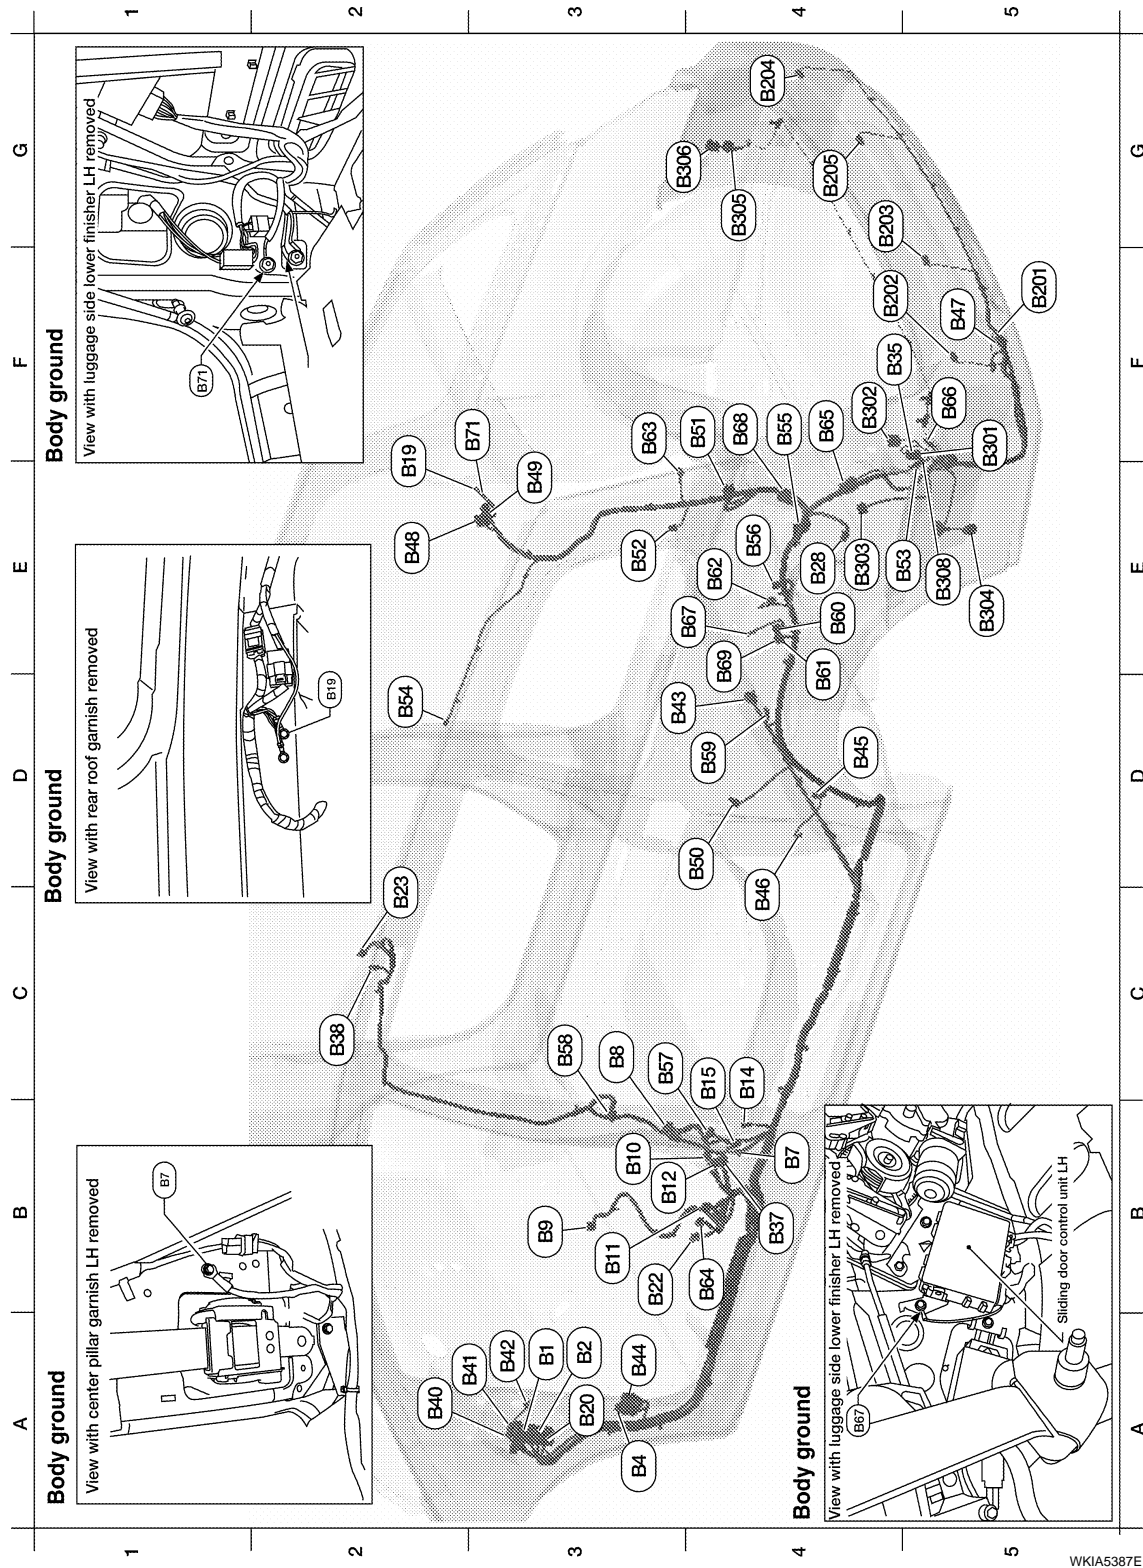 1
2
3
4
5
G
F
E
D
C
B
A
Body ground
View with center pillar garnish LH removed
B7
Body ground
View with rear roof garnish removed
B19
Body ground
View with luggage side lower finisher LH removed
B71
B23
B38
B54
B48
B19
B71
B49
B40
B41
B42
B1
B2
B20
B44
B4
B9
B11
B22
B64
B10
B12
B37
B7
B58
B8
B57
B15
B14
B50
B46
B45
B43
B59
B69
B61
B60
B67
B62
B56
B52
B63
B51
B68
B55
B65
B28
B303
B53
B308
B304
B302
B35
B66
B301
B202
B47
B201
B203
B205
B204
B306
B305
Body ground
View with luggage side lower finisher LH removed
B67
Sliding door control unit LH
A
B
C
D
E
F
G
1
2
3
4
5
WKIA5387E